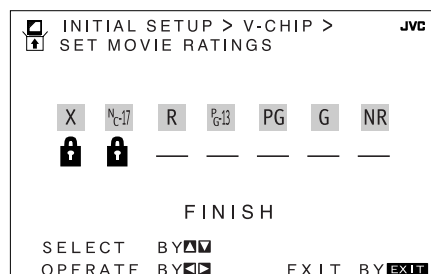 INITIAL SETUP > V-CHIP > JVC
SET MOVIE RATINGS
X NC-17 R PG-13 PG G NR
FINISH
SELECT BY▲▼
OPERATE BY◀▶ EXIT BY EXIT